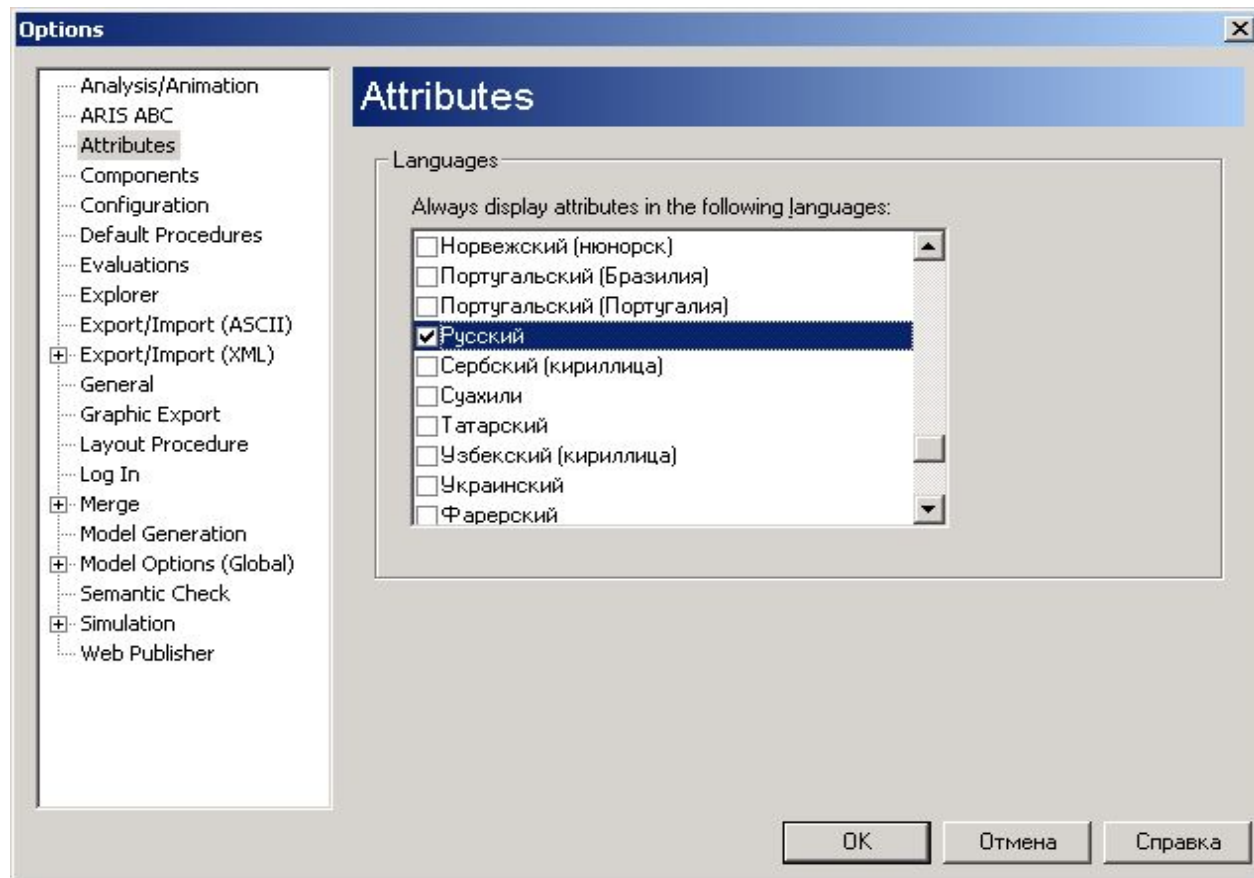 Options
Analysis/Animation
ARIS ABC
Attributes
Components
Configuration
Default Procedures
Evaluations
Explorer
Export/Import (ASCII)
Export/Import (XML)
General
Graphic Export
Layout Procedure
Log In
Merge
Model Generation
Model Options (Global)
Semantic Check
Simulation
Web Publisher
Attributes
Languages
Always display attributes in the following languages:
Норвежский (нюнорск)
Португальский (Бразилия)
Португальский (Португалия)
Русский
Сербский (кириллица)
Суахили
Татарский
Узбекский (кириллица)
Украинский
Фарерский
OK
Отмена
Справка